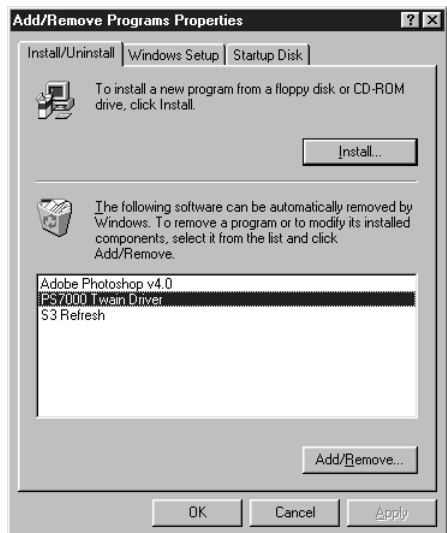 Add/Remove Programs Properties
Install/Uninstall Windows Setup Startup Disk
To install a new program from a floppy disk or CD-ROM
drive, click Install.
Install...
The following software can be automatically removed by
Windows. To remove a program or to modify its installed
components, select it from the list and click
Add/Remove.
Adobe Photoshop v4.0
PS7000 Twain Driver
S3 Refresh
Add/Remove...
OK Cancel Apply